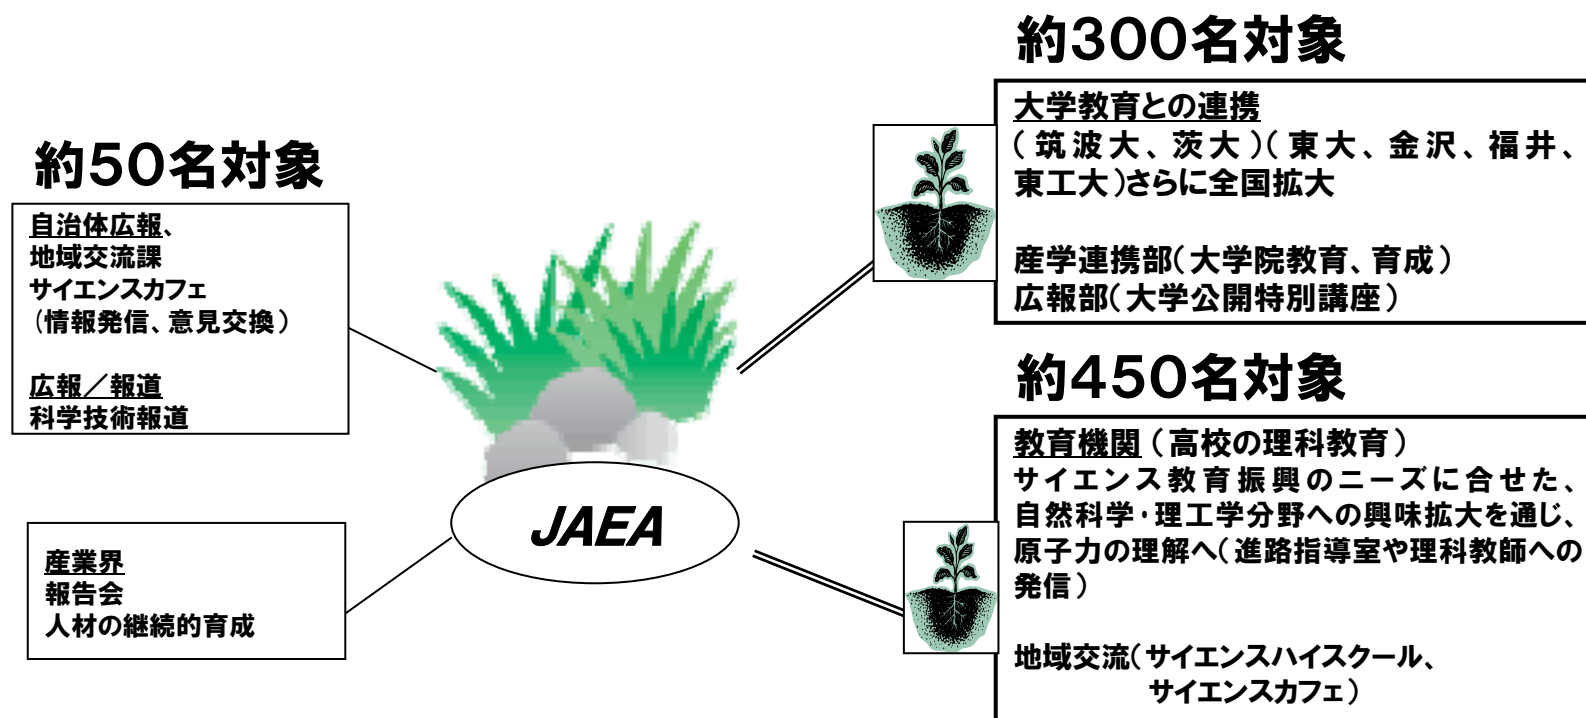 約50名対象
自治体広報、
地域交流課
サイエンスカフェ
(情報発信、意見交換)
広報／報道
科学技術報道
産業界
報告会
人材の継続的育成
JAEA
約300名対象
大学教育との連携
(筑波大、茨大)(東大、金沢、福井、
東工大)さらに全国拡大
産学連携部(大学院教育、育成)
広報部(大学公開特別講座)
約450名対象
教育機関(高校の理科教育)
サイエンス教育振興のニーズに合せた、
自然科学・理工学分野への興味拡大を通じ、
原子力の理解へ(進路指導室や理科教師への
発信)
地域交流(サイエンスハイスクール、
サイエンスカフェ)